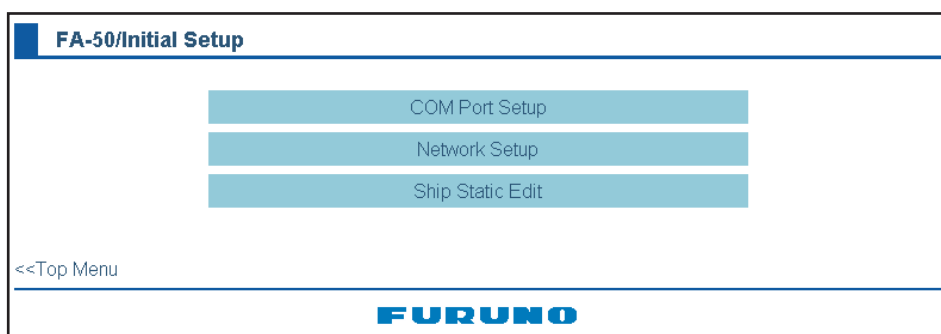 FA-50/Initial Setup
COM Port Setup
Network Setup
Ship Static Edit
<<Top Menu
FURUNO